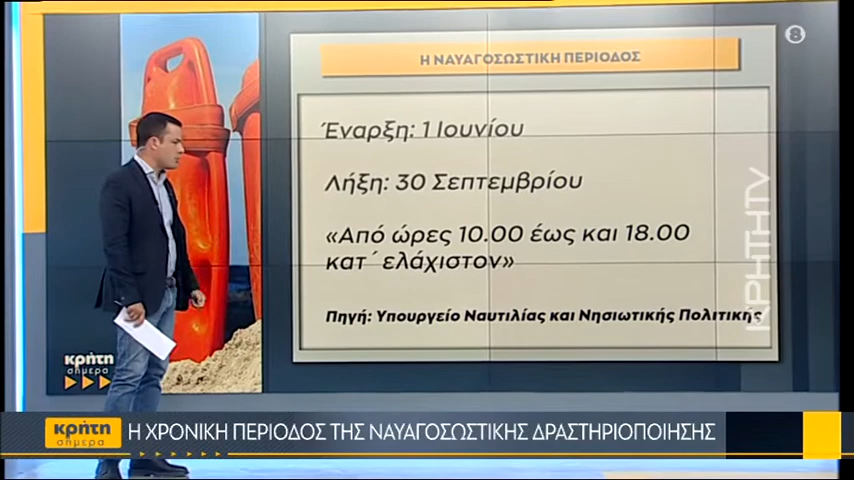 8
Η ΝΑΥΑΓΟΣΩΣΤΙΚΗ ΠΕΡΙΟΔΟΣ
Έναρξη: 1 Ιουνίου
Λήξη: 30 Σεπτεμβρίου
«Από ώρες 10.00 έως και 18.00
κατ΄ ελάχιστον»
Πηγή: Υπουργείο Ναυτιλίας και Νησιωτικής Πολιτικής
ΚΡΗΤΗTV
κρήτη
σήμερα
κρήτη
σήμερα
Η ΧΡΟΝΙΚΗ ΠΕΡΙΟΔΟΣ ΤΗΣ ΝΑΥΑΓΟΣΩΣΤΙΚΗΣ ΔΡΑΣΤΗΡΙΟΠΟΙΗΣΗΣ